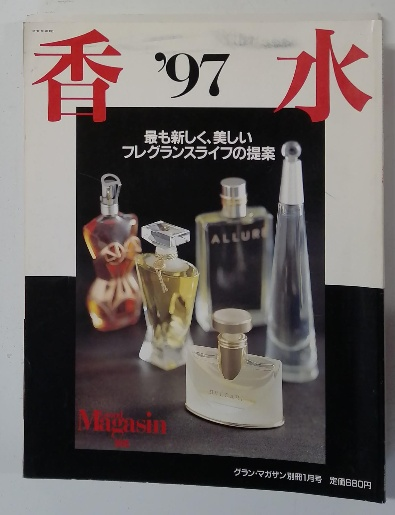 香 '97 水
最も新しく、美しい
フレグランスライフの提案
ALLURE
Magasin
グラン・マガザン別冊1月号 定価880円